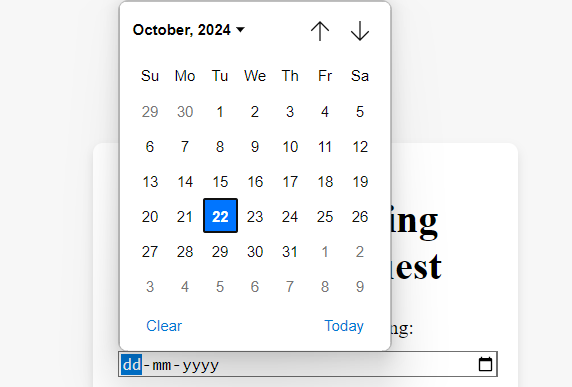 October, 2024
Su Mo Tu We Th Fr Sa
29 30 1 2 3 4 5
6 7 8 9 10 11 12
13 14 15 16 17 18 19
20 21 22 23 24 25 26
27 28 29 30 31 1 2
3 4 5 6 7 8 9
Clear Today
dd-mm-yyyy